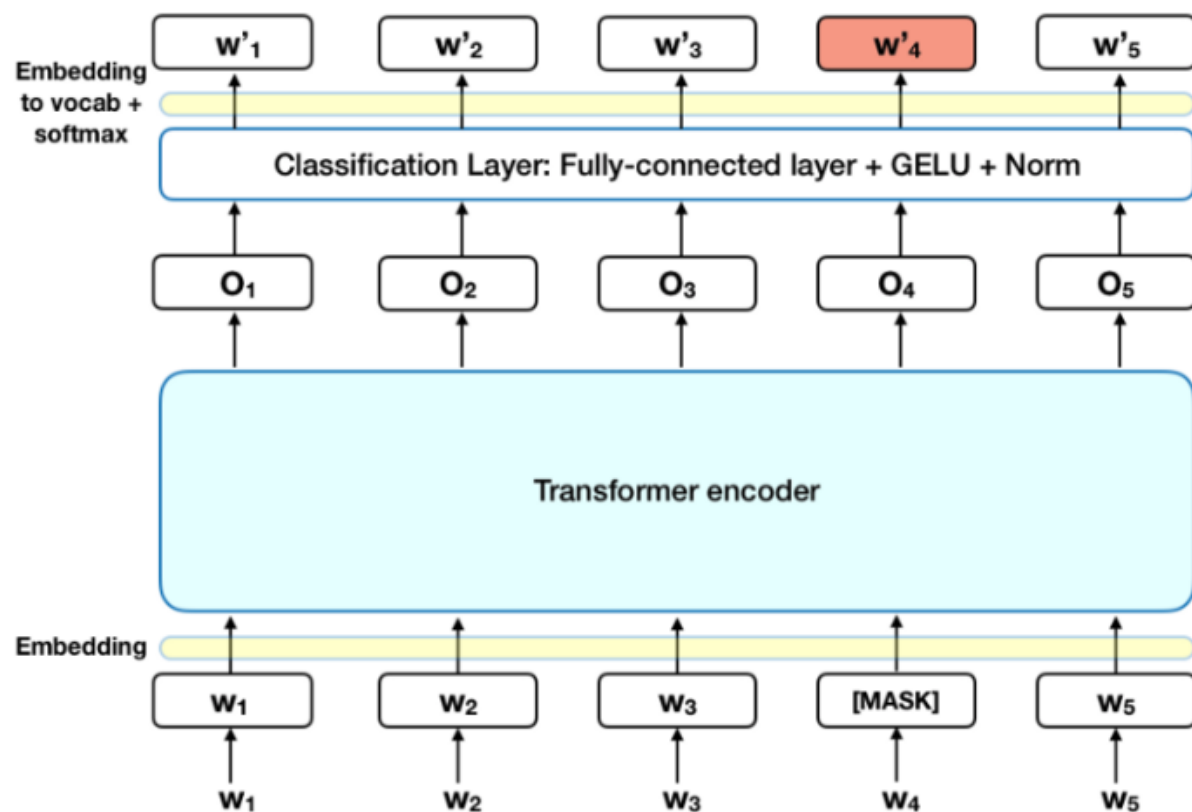 w'₁ w'₂ w'₃ w'₄ w'₅
Embedding
to vocab +
softmax
Classification Layer: Fully-connected layer + GELU + Norm
O₁ O₂ O₃ O₄ O₅
Transformer encoder
Embedding
w₁ w₂ w₃ [MASK] w₅
w₁ w₂ w₃ w₄ w₅